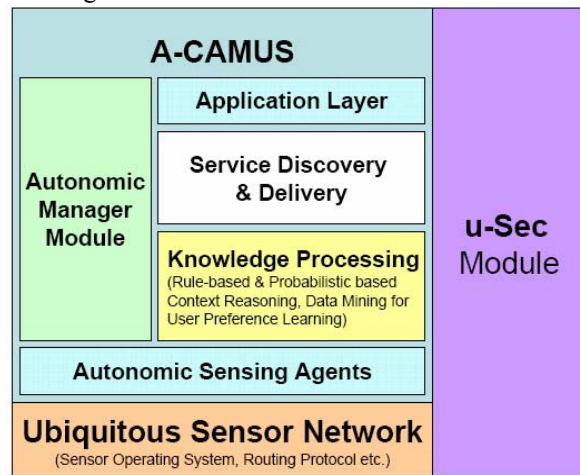 A-CAMUS
Application Layer
Autonomic
Manager
Module
Service Discovery
& Delivery
Knowledge Processing
(Rule-based & Probabilistic based
Context Reasoning, Data Mining for
User Preference Learning)
Autonomic Sensing Agents
Ubiquitous Sensor Network
(Sensor Operating System, Routing Protocol etc.)
u-Sec
Module